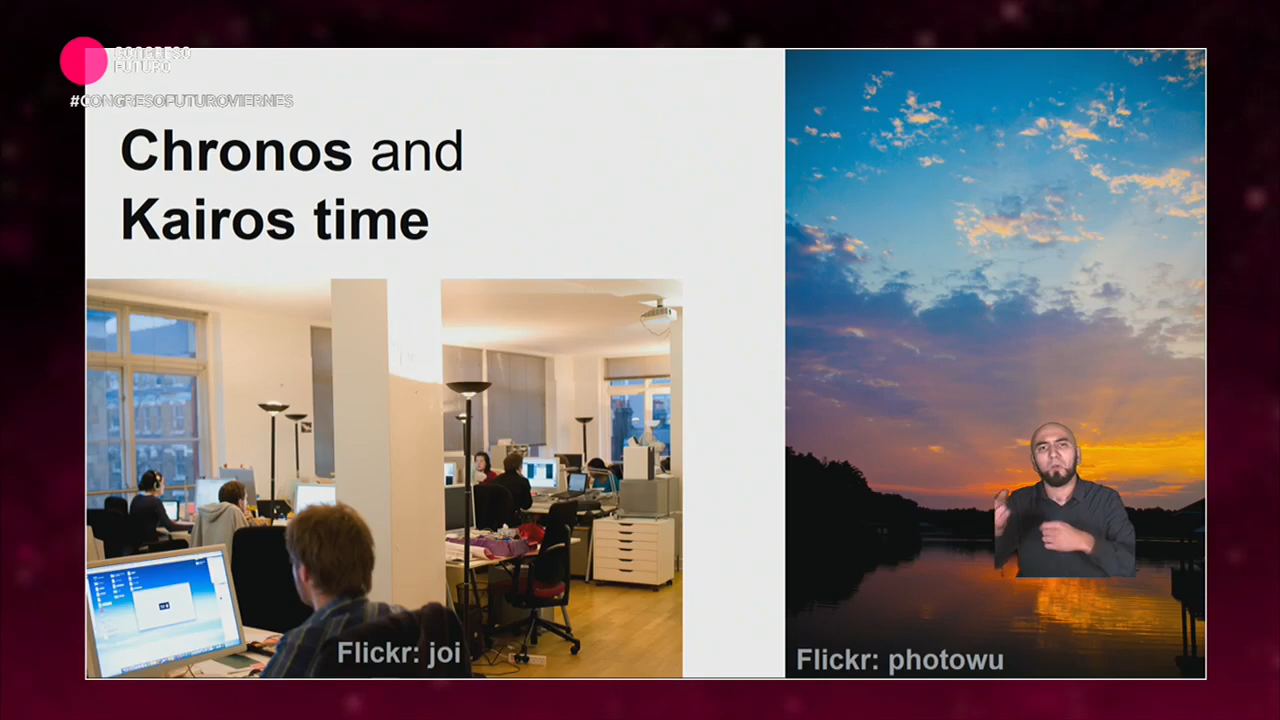 CONGRESO
FUTURO
#CONGRESOFUTUROVIERNES
Chronos and
Kairos time
Flickr: joi
Flickr: photowu